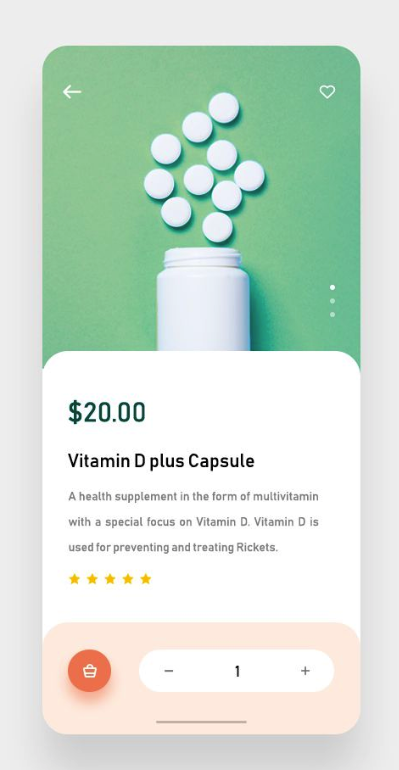 $20.00
Vitamin D plus Capsule
A health supplement in the form of multivitamin
with a special focus on Vitamin D. Vitamin D is
used for preventing and treating Rickets.
− 1 +